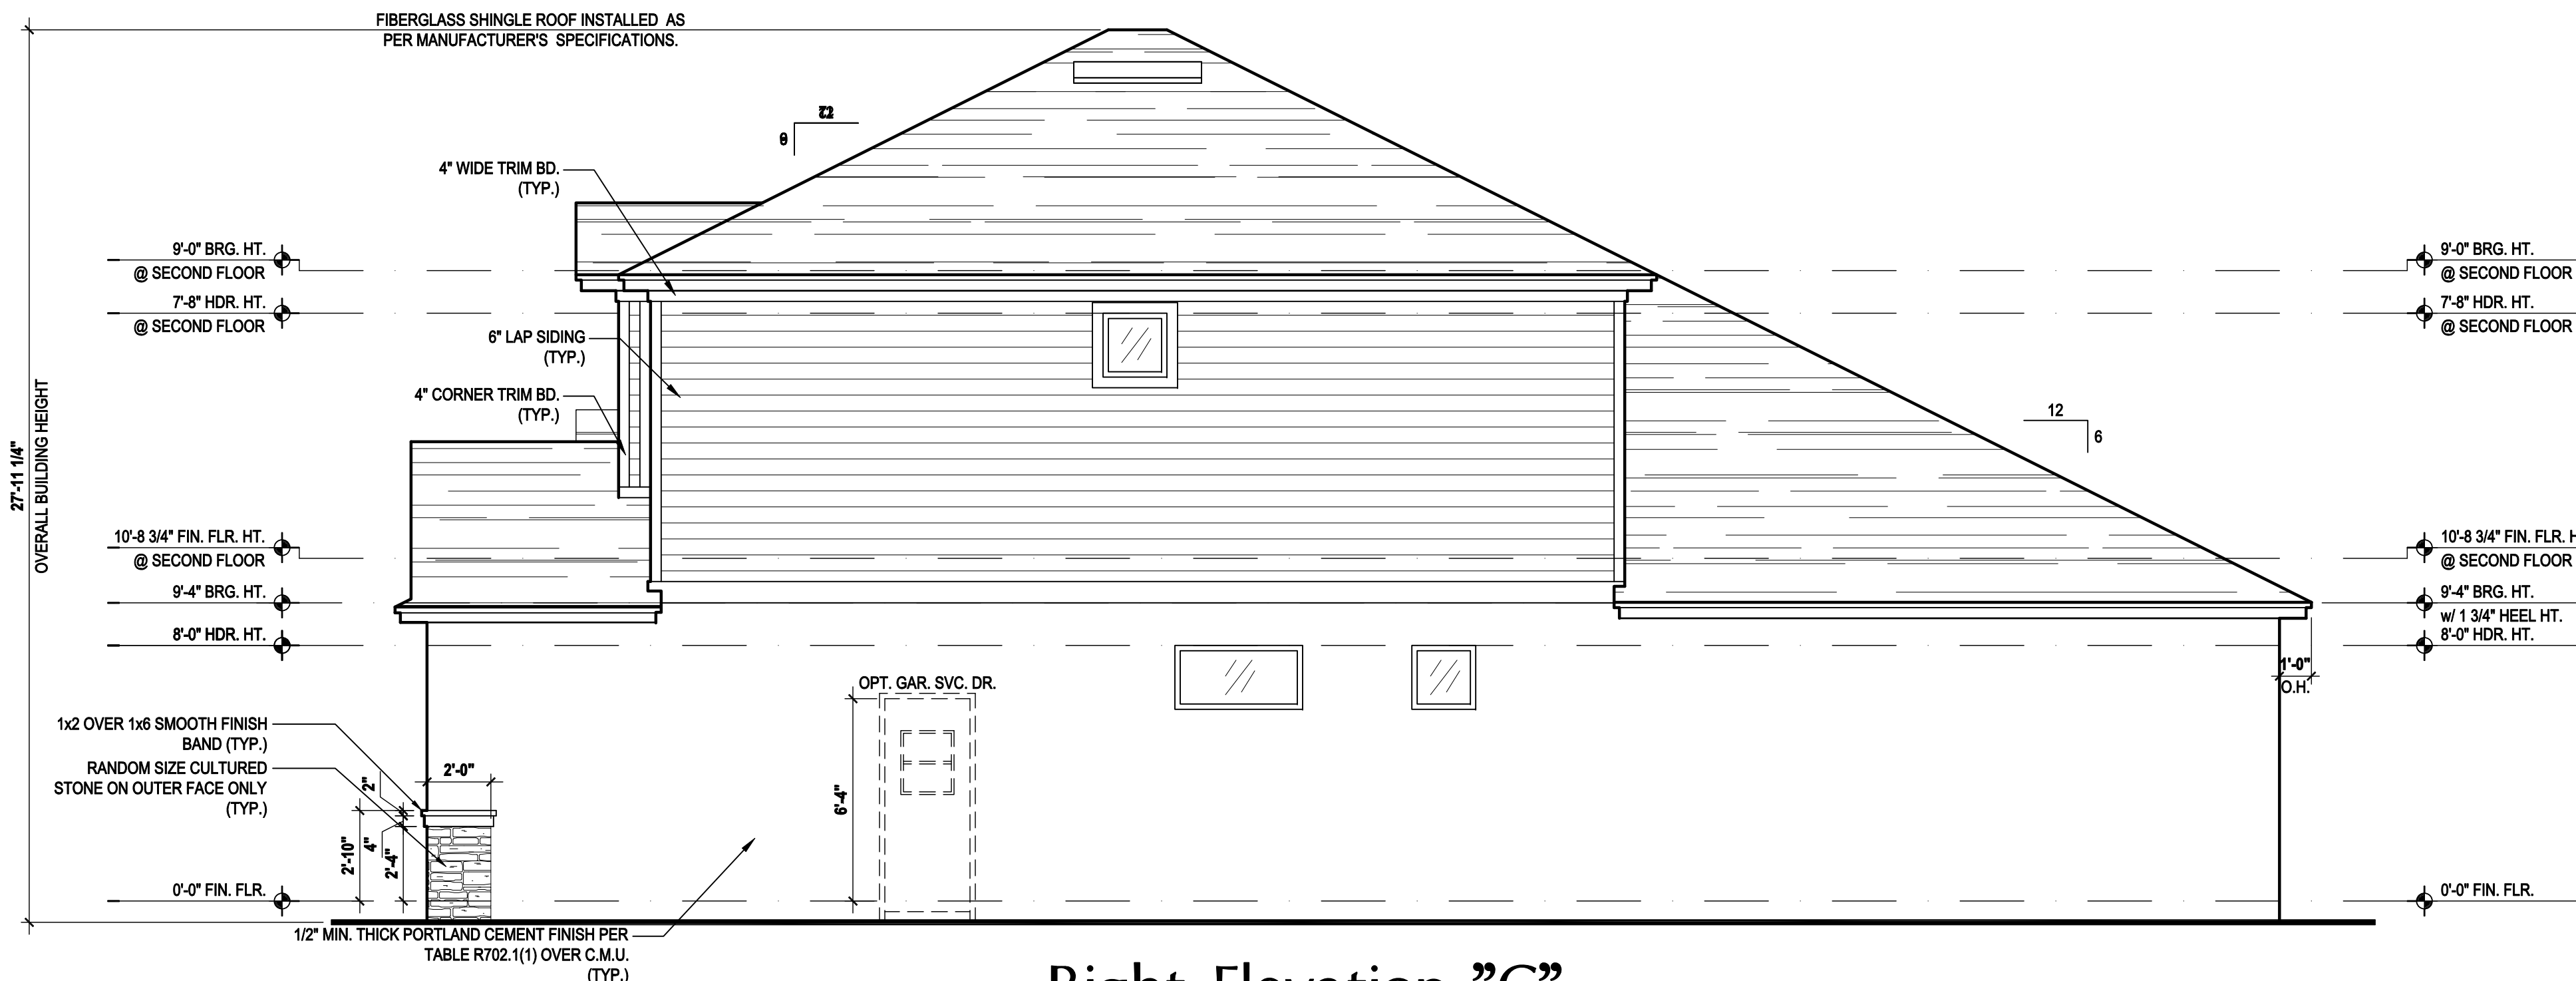 FIBERGLASS SHINGLE ROOF INSTALLED AS
PER MANUFACTURER'S SPECIFICATIONS.
12
6
4" WIDE TRIM BD.
(TYP.)
9'-0" BRG. HT.
@ SECOND FLOOR
7'-8" HDR. HT.
@ SECOND FLOOR
6" LAP SIDING
(TYP.)
4" CORNER TRIM BD.
(TYP.)
27'-11 1/4"
OVERALL BUILDING HEIGHT
10'-8 3/4" FIN. FLR. HT.
@ SECOND FLOOR
9'-4" BRG. HT.
8'-0" HDR. HT.
9'-0" BRG. HT.
@ SECOND FLOOR
7'-8" HDR. HT.
@ SECOND FLOOR
12
6
10'-8 3/4" FIN. FLR. H
@ SECOND FLOOR
9'-4" BRG. HT.
w/ 1 3/4" HEEL HT.
8'-0" HDR. HT.
1'-0"
O.H.
OPT. GAR. SVC. DR.
6'-4"
1x2 OVER 1x6 SMOOTH FINISH
BAND (TYP.)
RANDOM SIZE CULTURED
STONE ON OUTER FACE ONLY
(TYP.)
2'-0"
2"
4"
2'-10"
2'-4"
0'-0" FIN. FLR.
0'-0" FIN. FLR.
1/2" MIN. THICK PORTLAND CEMENT FINISH PER
TABLE R702.1(1) OVER C.M.U.
(TYP.)
Right Elevation "C"